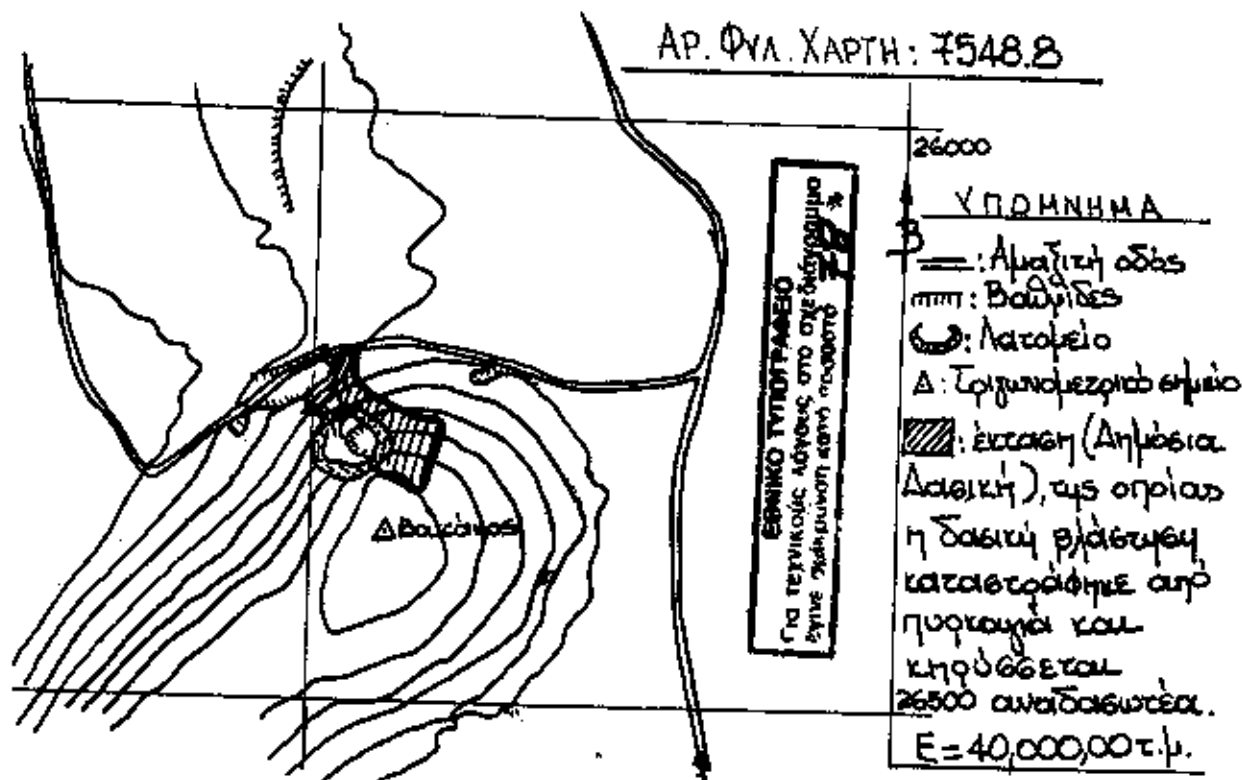 ΑΡ. ΦΥΛ. ΧΑΡΤΗ: 7548.8
26000
Β
ΥΠΟΜΝΗΜΑ
: Αμαξιτή οδός
: Βαθμίδες
: Λατομείο
Δ: Τριγωνομετρικό σημείο
: έκταση (Δημόσια
Δασική), της οποίας
η δασική βλάστηση
καταστράφηκε από
πυρκαγιά και
κηρύσσεται
26500 αναδασωτέα.
Ε=40,000,00 τ.μ.
ΕΘΝΙΚΟ ΤΥΠΟΓΡΑΦΕΙΟ
Για τεχνικούς λόγους στο σχεδιάγραμμα
έγινε σμίκρυνση κατά ποσοστό %